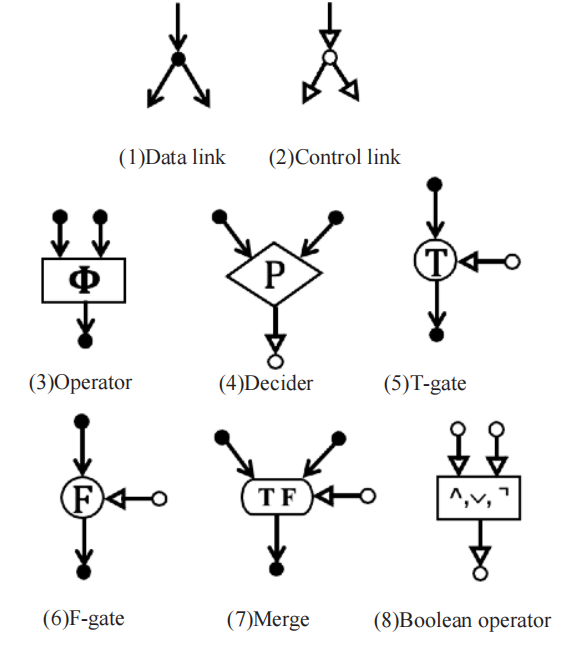 (1)Data link (2)Control link
Φ
P
T
(3)Operator (4)Decider (5)T-gate
F
T F
^,∨,¬
(6)F-gate (7)Merge (8)Boolean operator